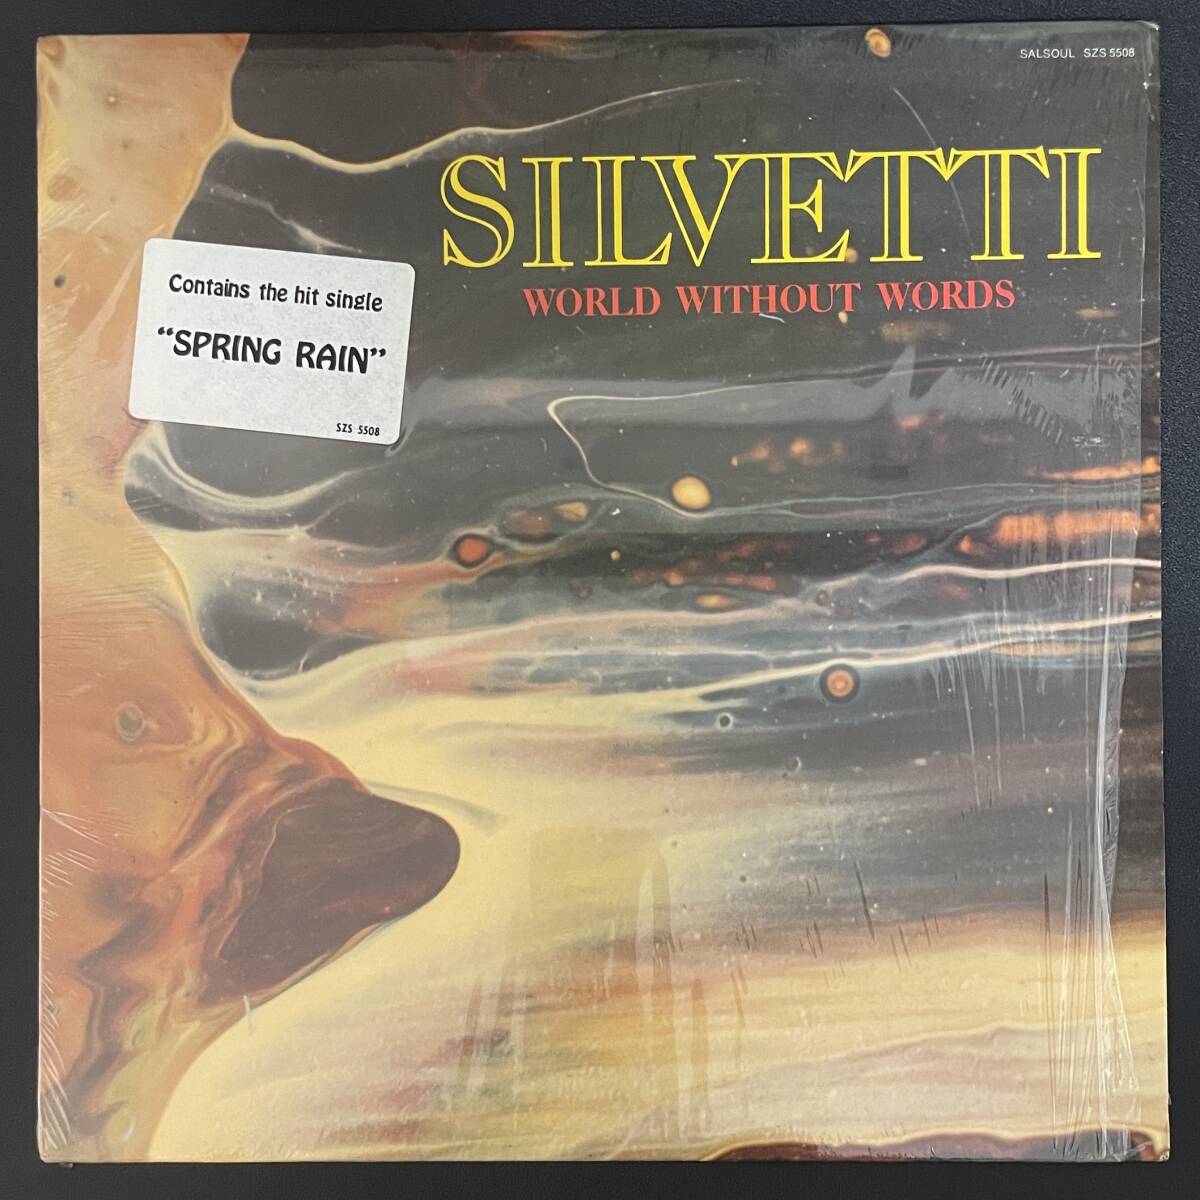 SALSOUL SZS 5508
SILVETTI
WORLD WITHOUT WORDS
Contains the hit single
“SPRING RAIN”
SZS 5508